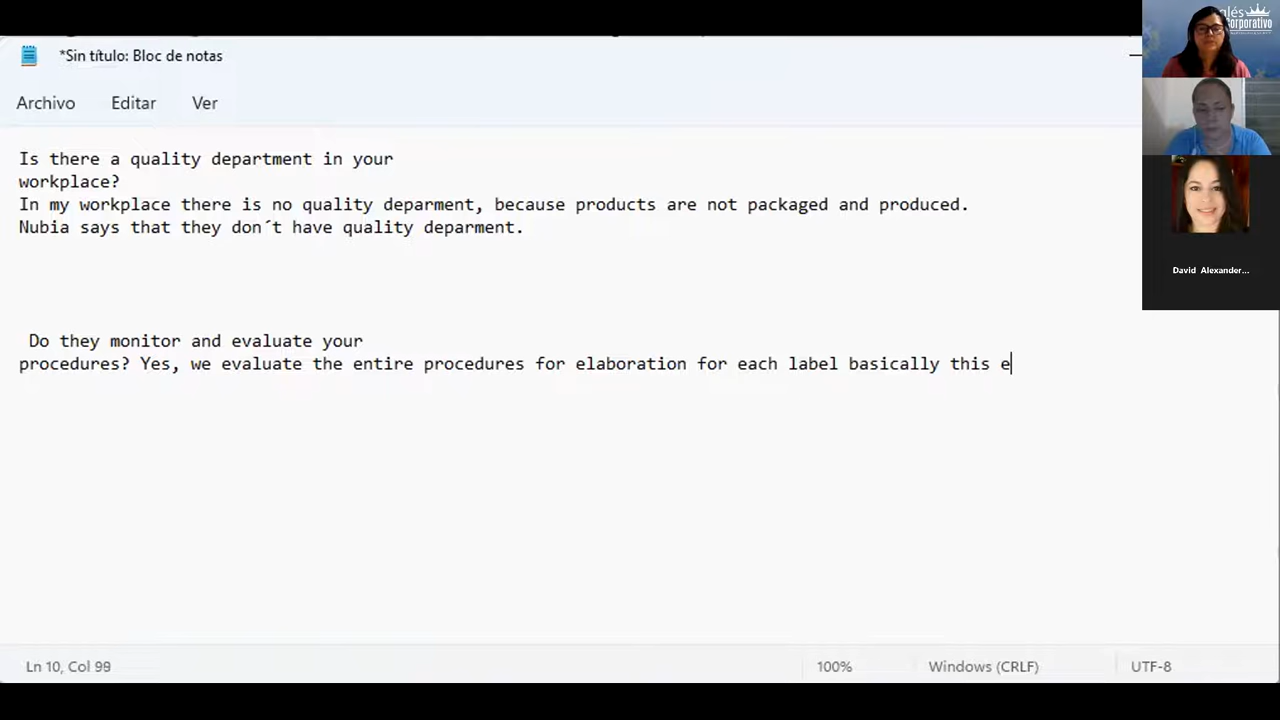 glés
Corporativo
*Sin título: Bloc de notas
Archivo Editar Ver
Is there a quality department in your
workplace?
In my workplace there is no quality deparment, because products are not packaged and produced.
Nubia says that they don´t have quality deparment.
David Alexander...
Do they monitor and evaluate your
procedures? Yes, we evaluate the entire procedures for elaboration for each label basically this e
Ln 10, Col 99 100% Windows (CRLF) UTF-8